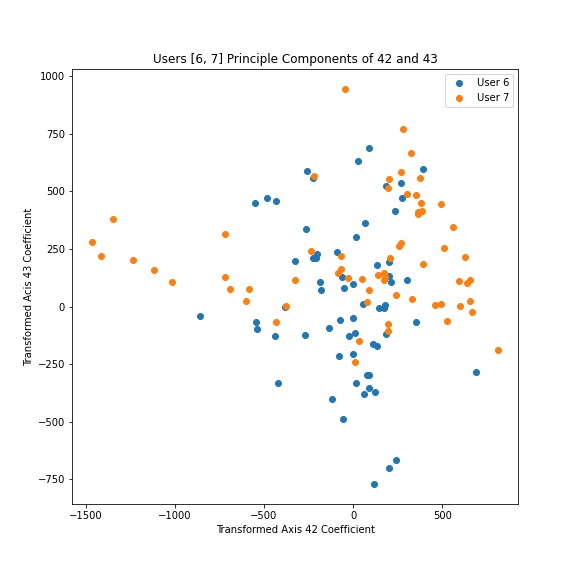 Users [6, 7] Principle Components of 42 and 43
User 6
User 7
1000
750
500
250
0
−250
−500
−750
Transformed Acis 43 Coefficient
−1500
−1000
−500
0
500
Transformed Axis 42 Coefficient